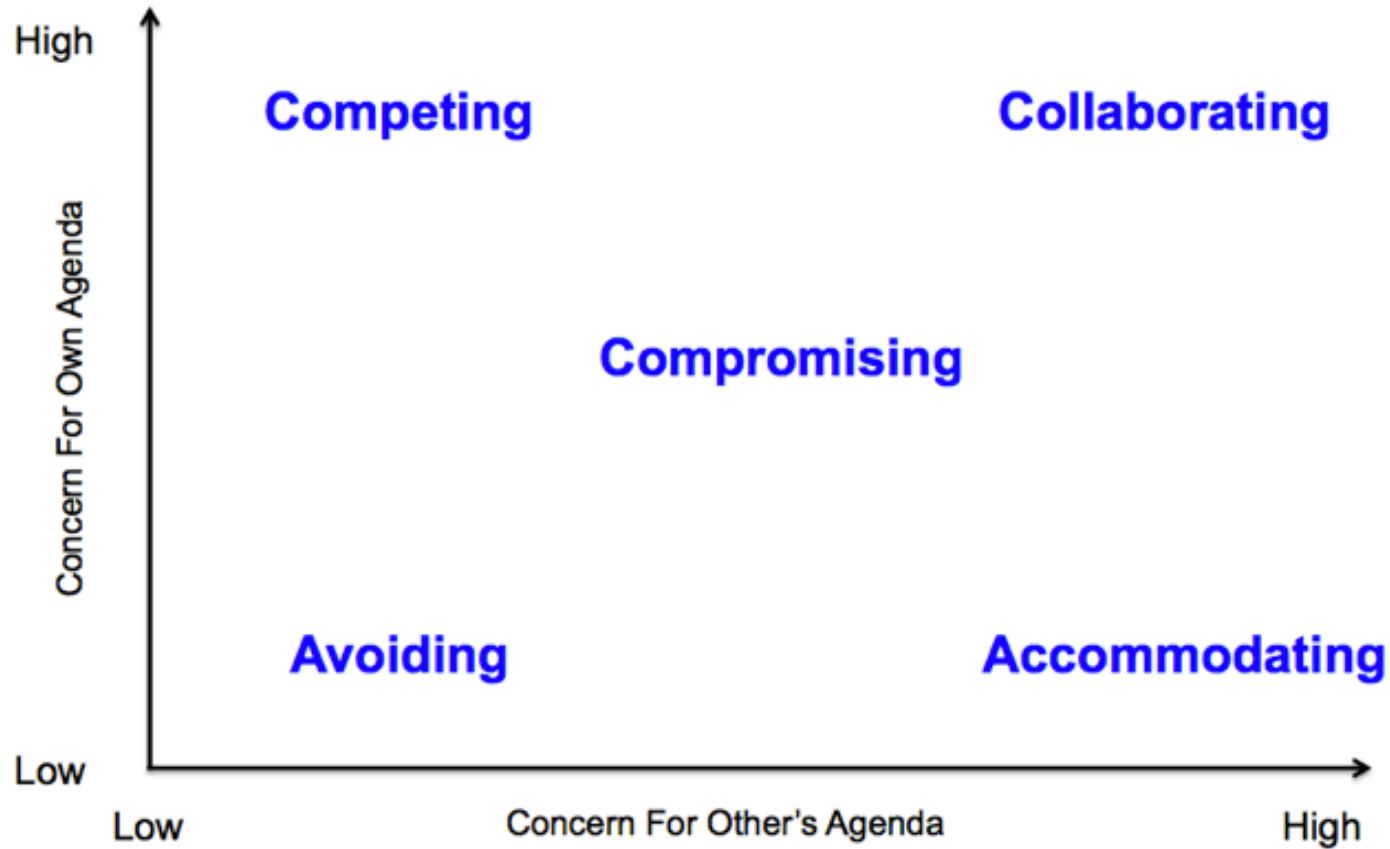 High
Competing
Collaborating
Concern For Own Agenda
Compromising
Avoiding
Accommodating
Low
Low
Concern For Other's Agenda
High